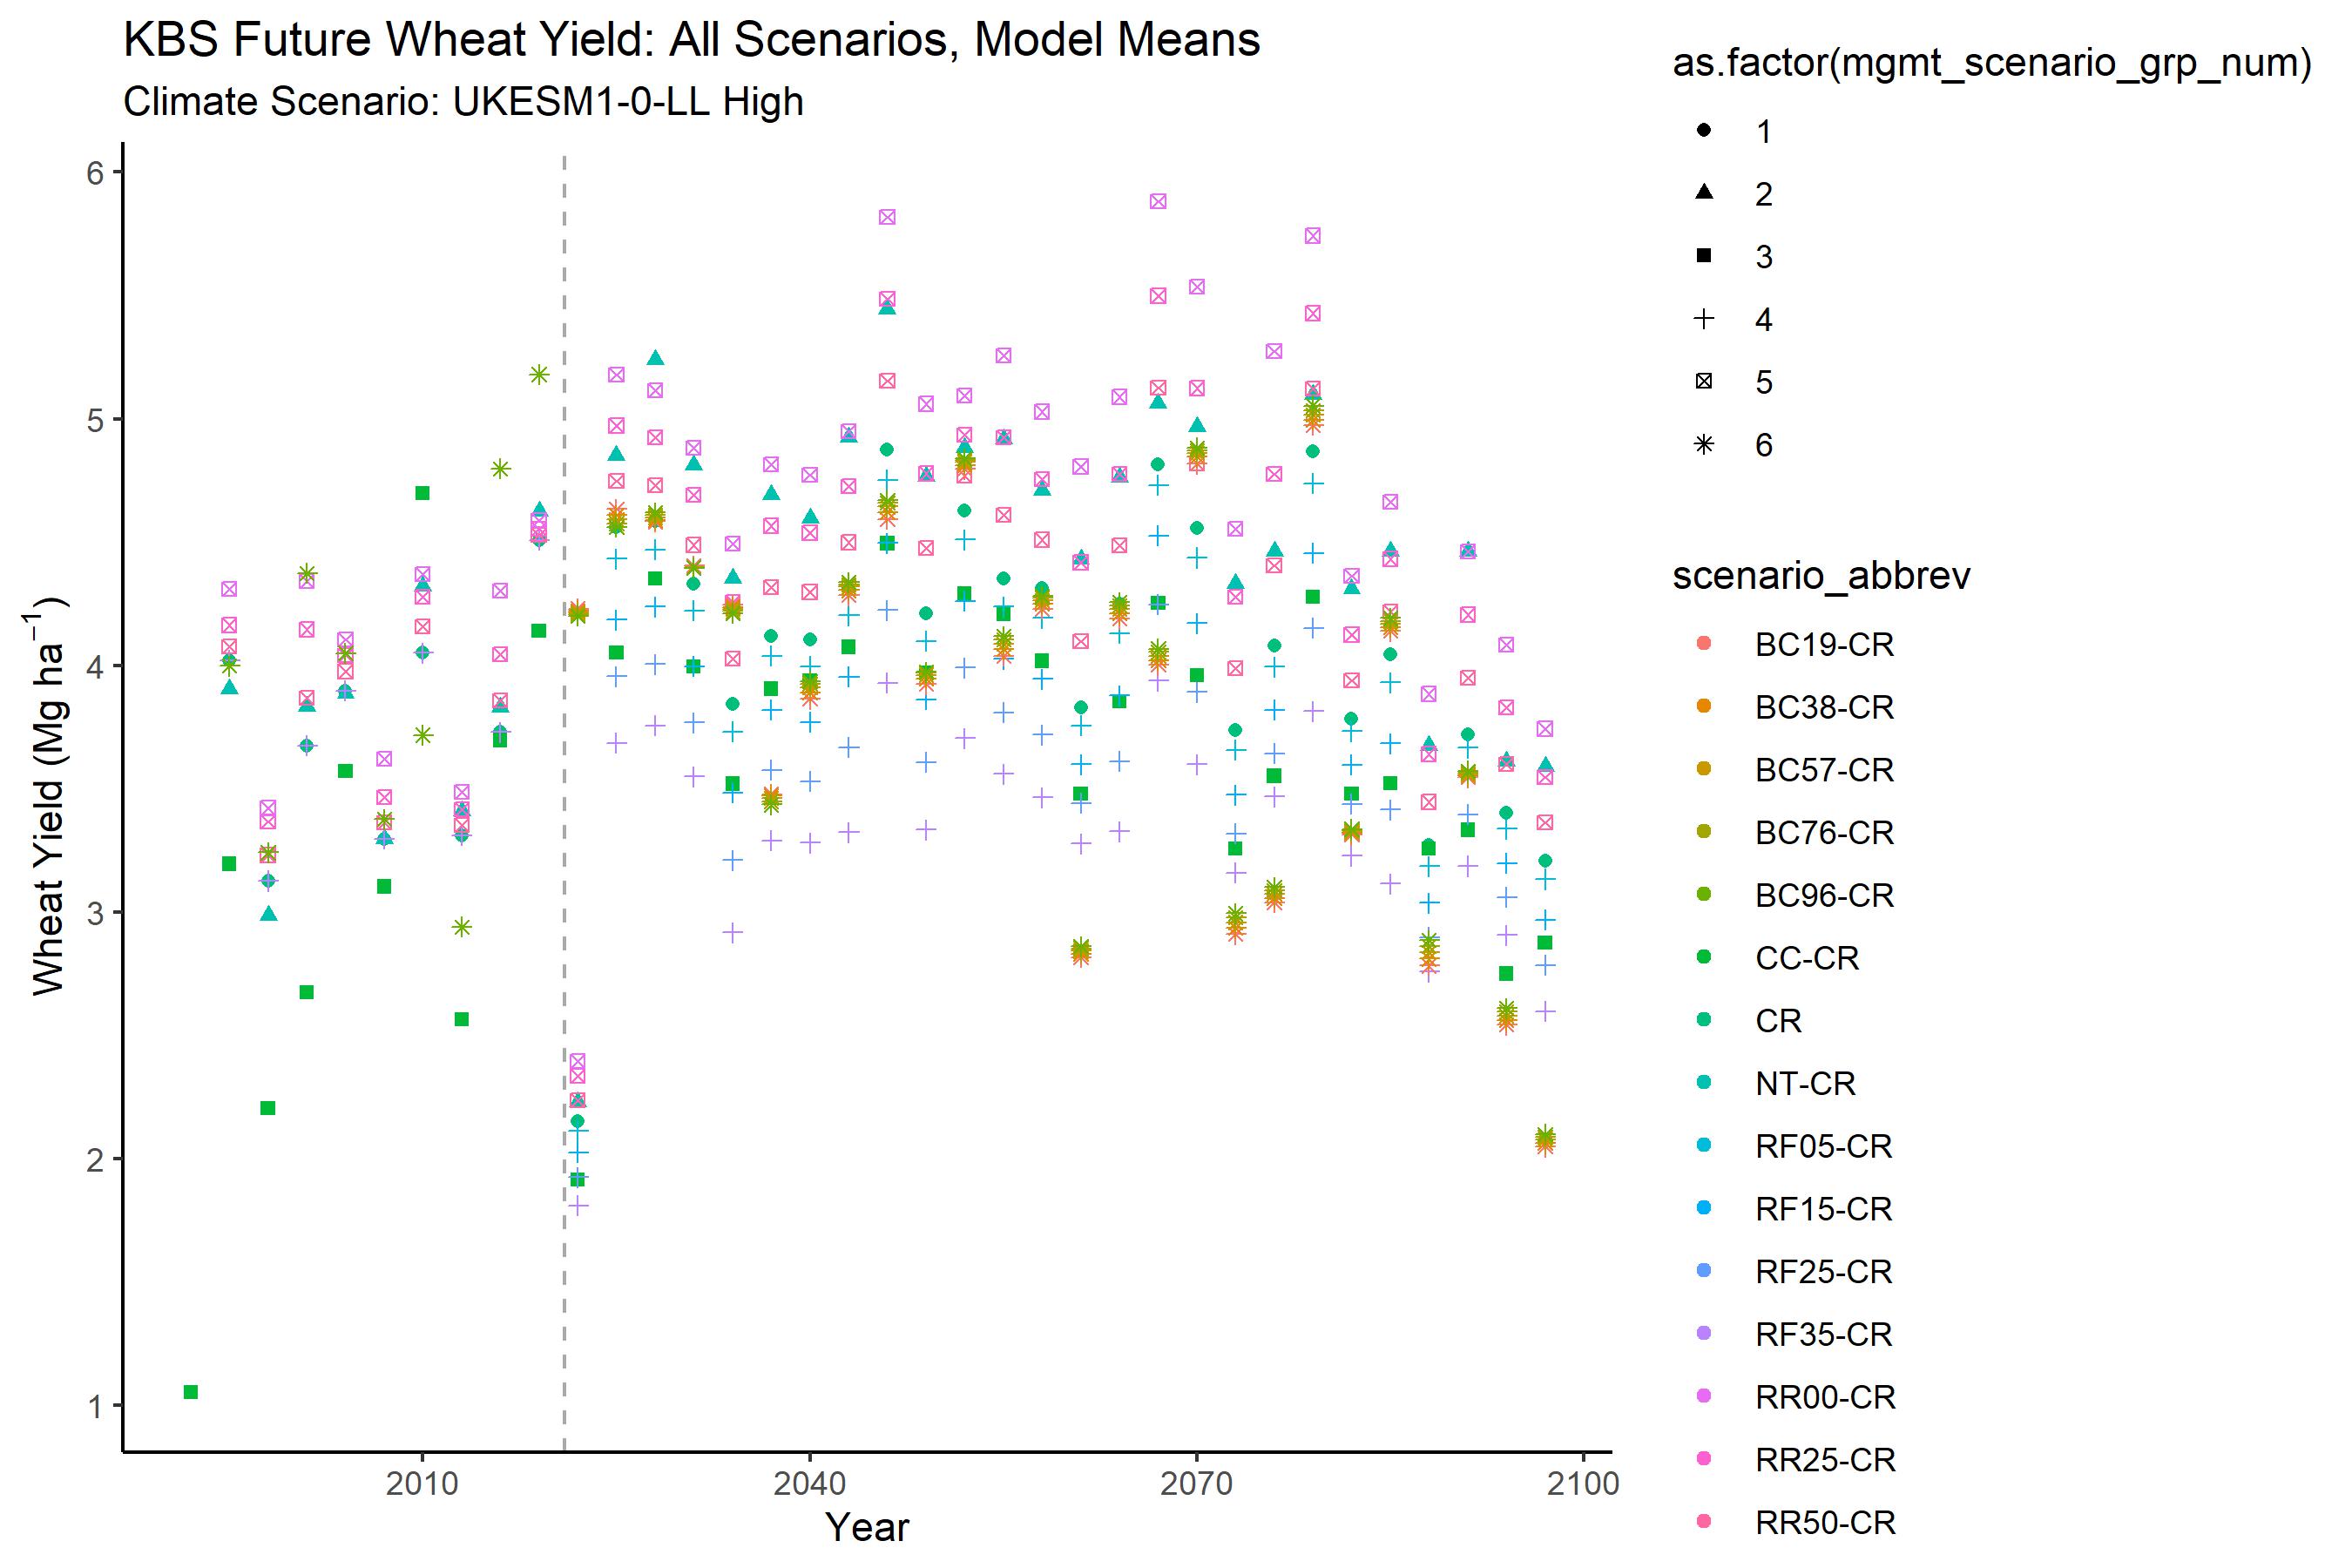 KBS Future Wheat Yield: All Scenarios, Model Means
Climate Scenario: UKESM1-0-LL High
Wheat Yield (Mg ha⁻¹)
6
5
4
3
2
1
2010
2040
2070
2100
Year
as.factor(mgmt_scenario_grp_num)
1
2
3
4
5
6
scenario_abbrev
BC19-CR
BC38-CR
BC57-CR
BC76-CR
BC96-CR
CC-CR
CR
NT-CR
RF05-CR
RF15-CR
RF25-CR
RF35-CR
RR00-CR
RR25-CR
RR50-CR